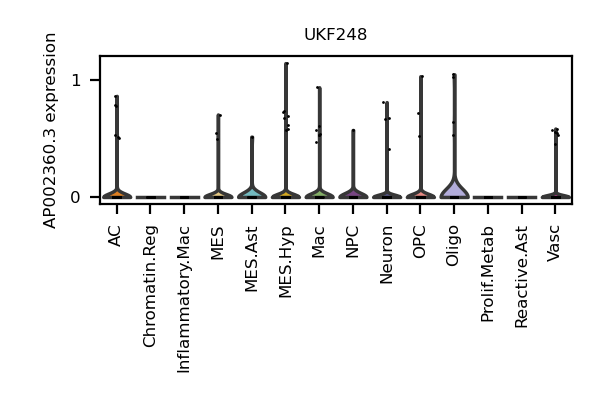 UKF248
AP002360.3 expression
1
0
AC
Chromatin.Reg
Inflammatory.Mac
MES
MES.Ast
MES.Hyp
Mac
NPC
Neuron
OPC
Oligo
Prolif.Metab
Reactive.Ast
Vasc